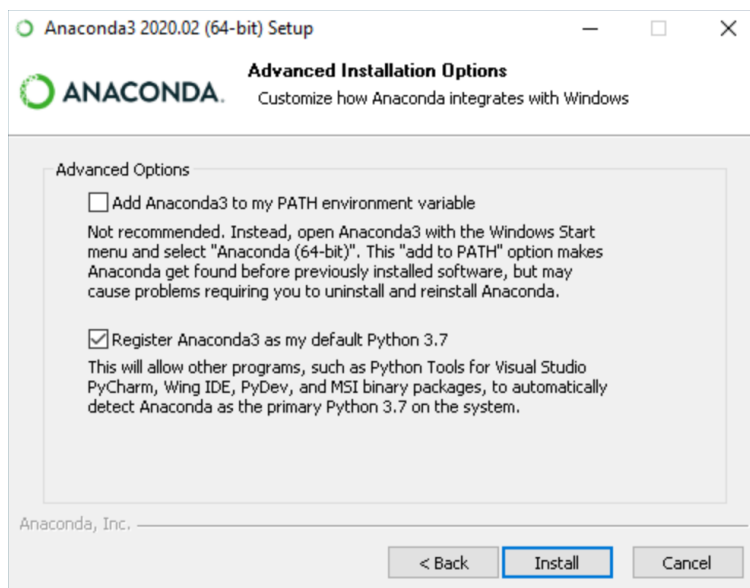 Anaconda3 2020.02 (64-bit) Setup
ANACONDA.
Advanced Installation Options
Customize how Anaconda integrates with Windows
Advanced Options
Add Anaconda3 to my PATH environment variable
Not recommended. Instead, open Anaconda3 with the Windows Start
menu and select "Anaconda (64-bit)". This "add to PATH" option makes
Anaconda get found before previously installed software, but may
cause problems requiring you to uninstall and reinstall Anaconda.
Register Anaconda3 as my default Python 3.7
This will allow other programs, such as Python Tools for Visual Studio
PyCharm, Wing IDE, PyDev, and MSI binary packages, to automatically
detect Anaconda as the primary Python 3.7 on the system.
Anaconda, Inc.
< Back Install Cancel